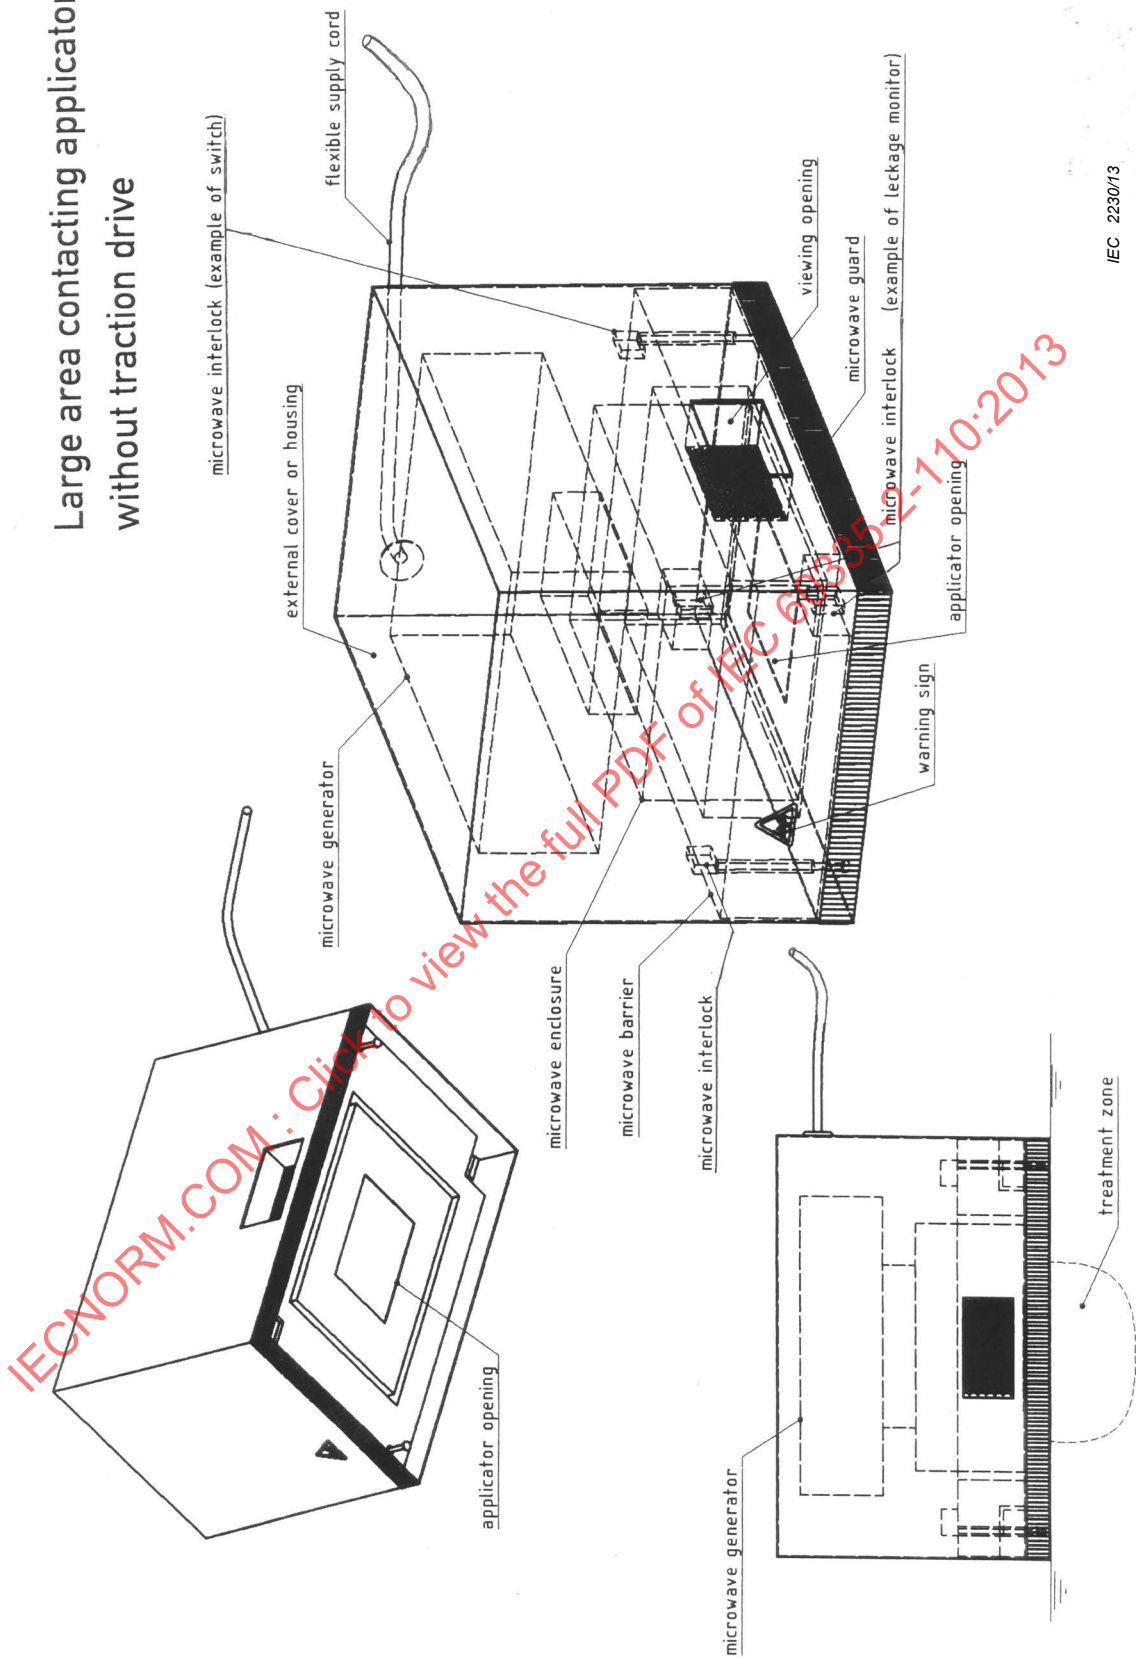 Large area contacting applicator
without traction drive
microwave interlock (example of switch)
flexible supply cord
external cover or housing
microwave generator
viewing opening
microwave guard
microwave interlock (example of leckage monitor)
applicator opening
warning sign
microwave enclosure
microwave barrier
microwave interlock
applicator opening
microwave generator
treatment zone
IEC 2230/13
IECNORM.COM : Click to view the full PDF of IEC 60335-2-110:2013